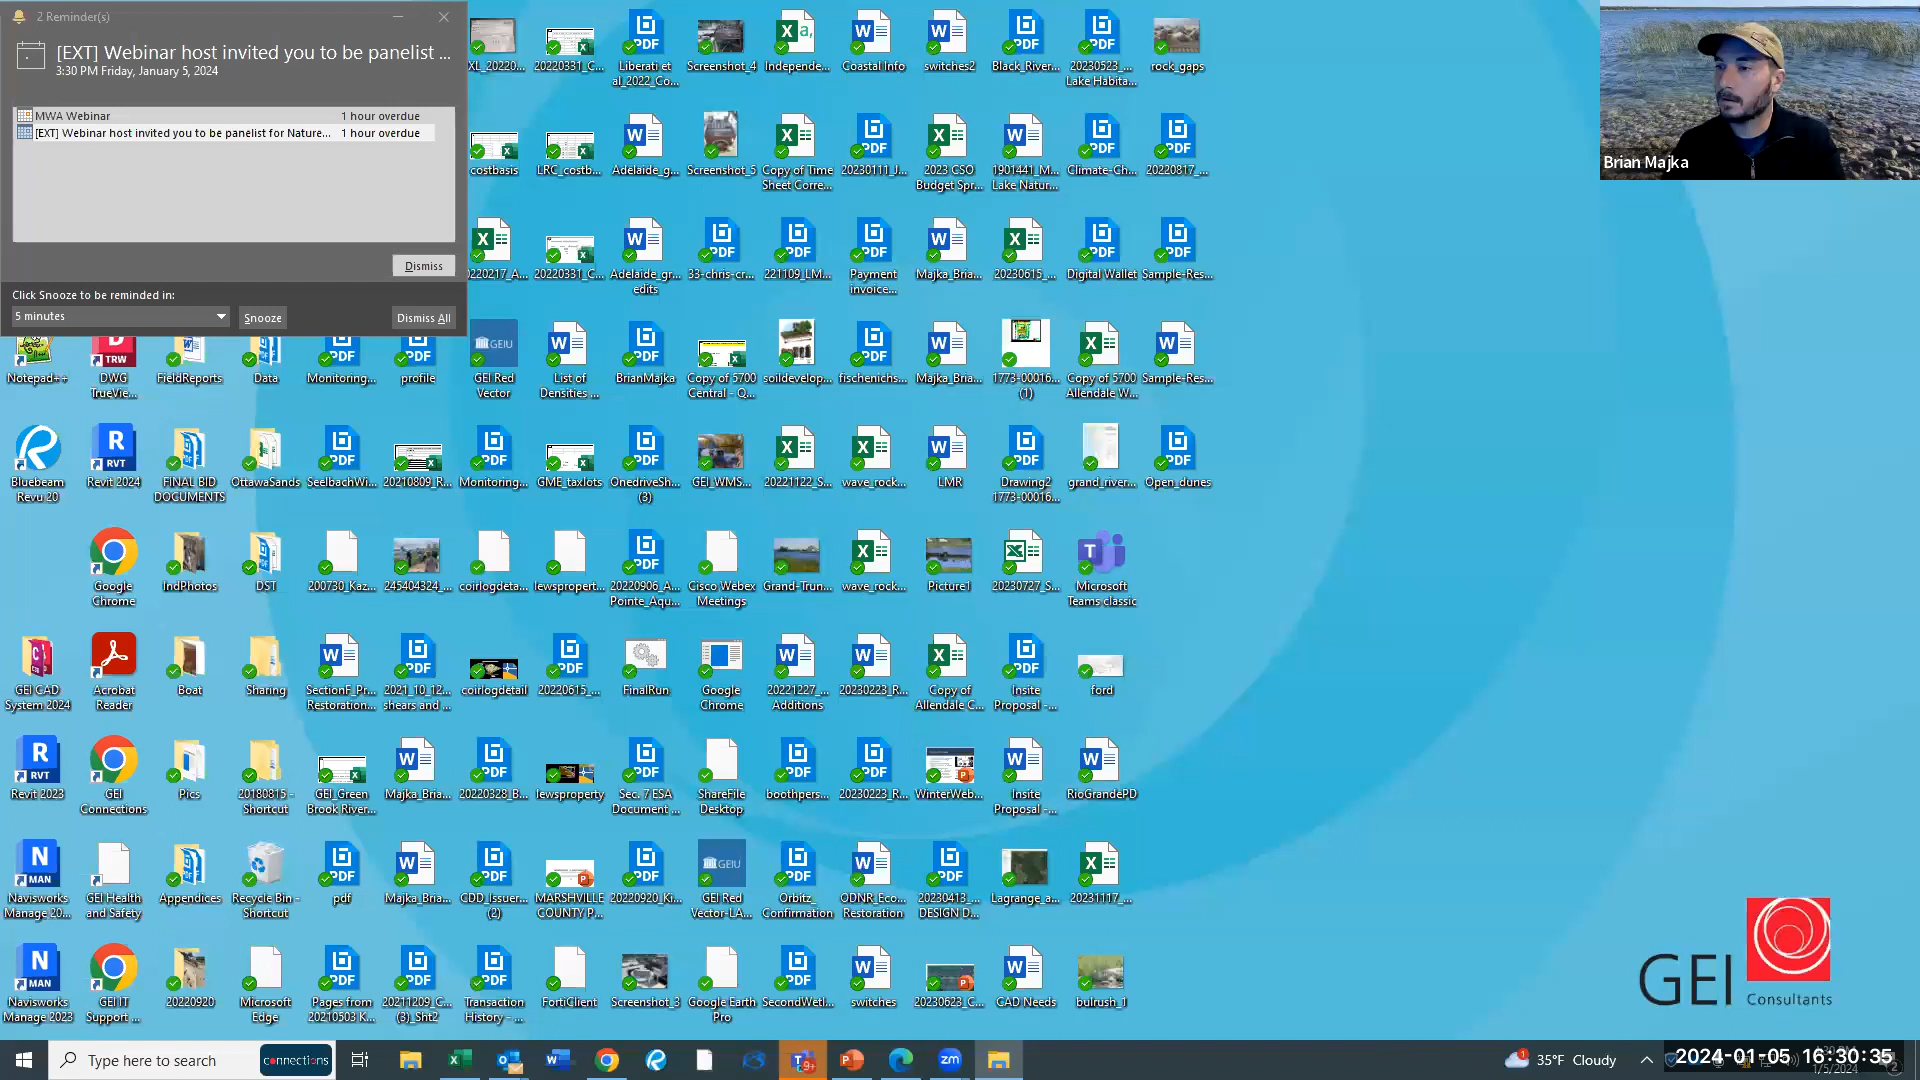 2 Reminder(s)
[EXT] Webinar host invited you to be panelist ...
3:30 PM Friday, January 5, 2024
MWA Webinar 1 hour overdue
[EXT] Webinar host invited you to be panelist for Nature... 1 hour overdue
Dismiss
Click Snooze to be reminded in:
5 minutes
Snooze
Dismiss All
Brian Majka
XL_20220... 20220331_C... Liberati et al_2022_Co... Screenshot_4 Independe... Coastal Info switches2 Black_River... 20230523_... Lake Habita... rock_gaps
costbasis LRC_costb... Adelaide_g... Screenshot_5 Copy of Time Sheet Corre... 20230111_J... 2023 CSO Budget Spr... 1901441_M... Lake Natur... Climate-Ch... 20220817_...
20220331_C... Adelaide_gr... edits 33-chris-cr... 221109_LM... Payment invoice... Majka_Bria... 20230615_... Digital Wallet Sample-Res...
Notepad++ DWG TrueVie... FieldReports Data Monitoring... profile GEI Red Vector List of Densities ... BrianMajka Copy of 5700 Central - Q... soildevelop... fischenichs... Majka_Bria... 1773-00016... (1) Copy of 5700 Allendale W... Sample-Res...
Bluebeam Revu 20 Revit 2024 FINAL BID DOCUMENTS OttawaSands SeelbachWi... 20210809_R... Monitoring... GME_taxlots OnedriveSh... (3) GEI_WMS... 20221122_S... wave_rock... LMR Drawing2 1773-00016... grand_river... Open_dunes
Google Chrome IndPhotos DST 200730_Kaz... 245404324_... coirlogdeta... lewspropert... 20220906_A... Pointe_Aqu... Cisco Webex Meetings Grand-Trun... wave_rock... Picture1 20230727_S... Microsoft Teams classic
GEI CAD System 2024 Acrobat Reader Boat Sharing SectionF_Pr... Restoration... 2021_10_12... shears and ... coirlogdetail 20220615_... FinalRun Google Chrome 20221227_... Additions 20230223_R... Copy of Allendale C... Insite Proposal -... ford
Revit 2023 GEI Connections Pics 20180815 - Shortcut GEI_Green Brook River... Majka_Bria... 20220328_B... lewsproperty Sec. 7 ESA Document ... ShareFile Desktop boothpers... 20230223_R... WinterWeb... Insite Proposal -... RioGrandePD
Navisworks Manage 20... GEI Health and Safety Appendices Recycle Bin - Shortcut pdf Majka_Bria... CDD_Issuer... (2) MARSHVILLE COUNTY P... 20220920_Ki... GEI Red Vector-LA... Orbitz_ Confirmation ODNR_Eco... Restoration 20230413_... DESIGN D... Lagrange_a... 20231117_...
Navisworks Manage 2023 GEI IT Support ... 20220920 Microsoft Edge Pages from 20210503 K... 20211209_C... (3)_Sht2 Transaction History - ... FortiClient Screenshot_3 Google Earth Pro SecondWetl... switches 20230623_C... CAD Needs bulrush_1
GEI Consultants
Type here to search connections 35°F Cloudy
2024-01-05 16:30:35
1/5/2024